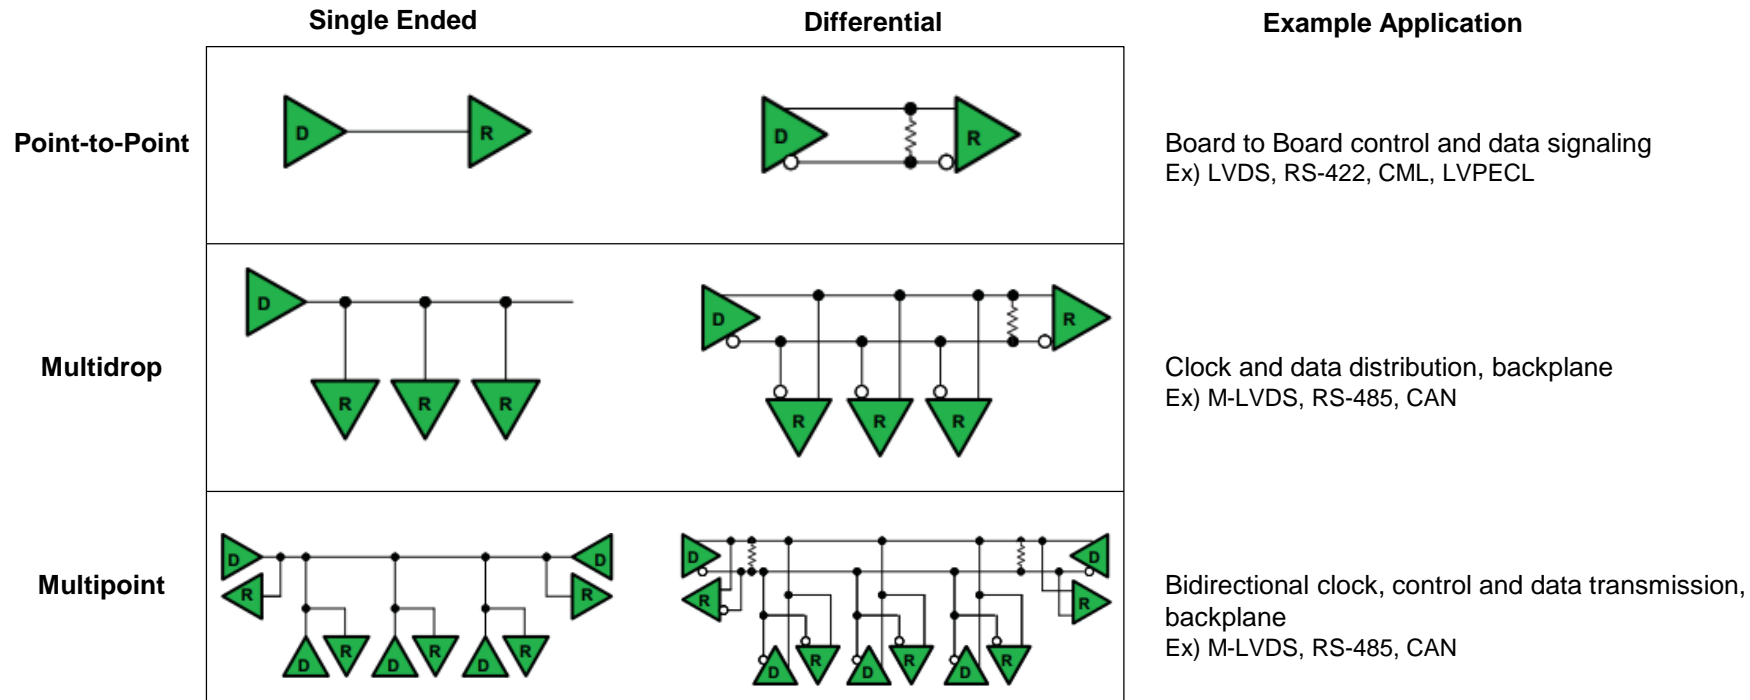 Single Ended
Differential
Example Application
Point-to-Point
D
R
D
R
Board to Board control and data signaling
Ex) LVDS, RS-422, CML, LVPECL
Multidrop
D
R
R
R
D
R
R
R
R
Clock and data distribution, backplane
Ex) M-LVDS, RS-485, CAN
Multipoint
D
D
R
R
D
R
D
R
D
R
D
D
R
R
D
R
D
R
D
R
Bidirectional clock, control and data transmission,
backplane
Ex) M-LVDS, RS-485, CAN